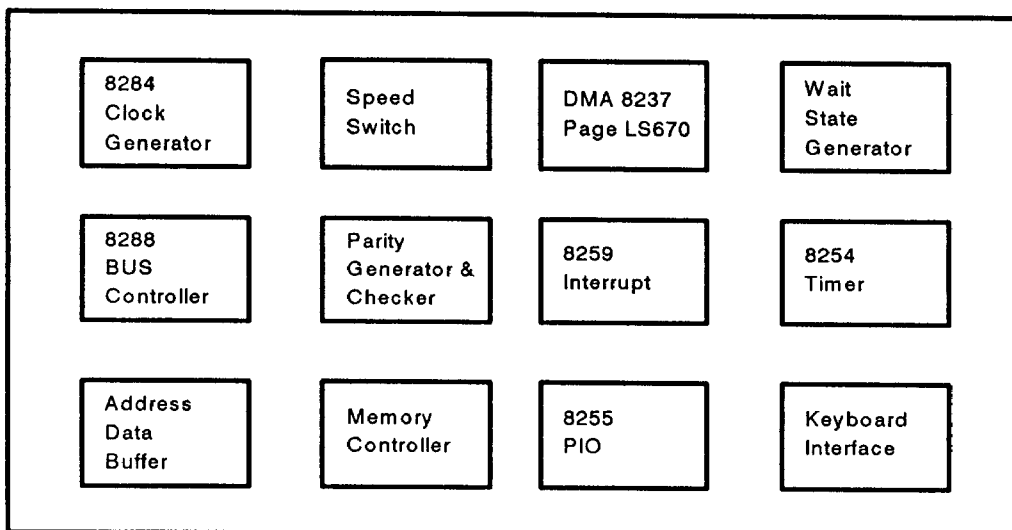 8284
Clock
Generator
Speed
Switch
DMA 8237
Page LS670
Wait
State
Generator
8288
BUS
Controller
Parity
Generator &
Checker
8259
Interrupt
8254
Timer
Address
Data
Buffer
Memory
Controller
8255
PIO
Keyboard
Interface